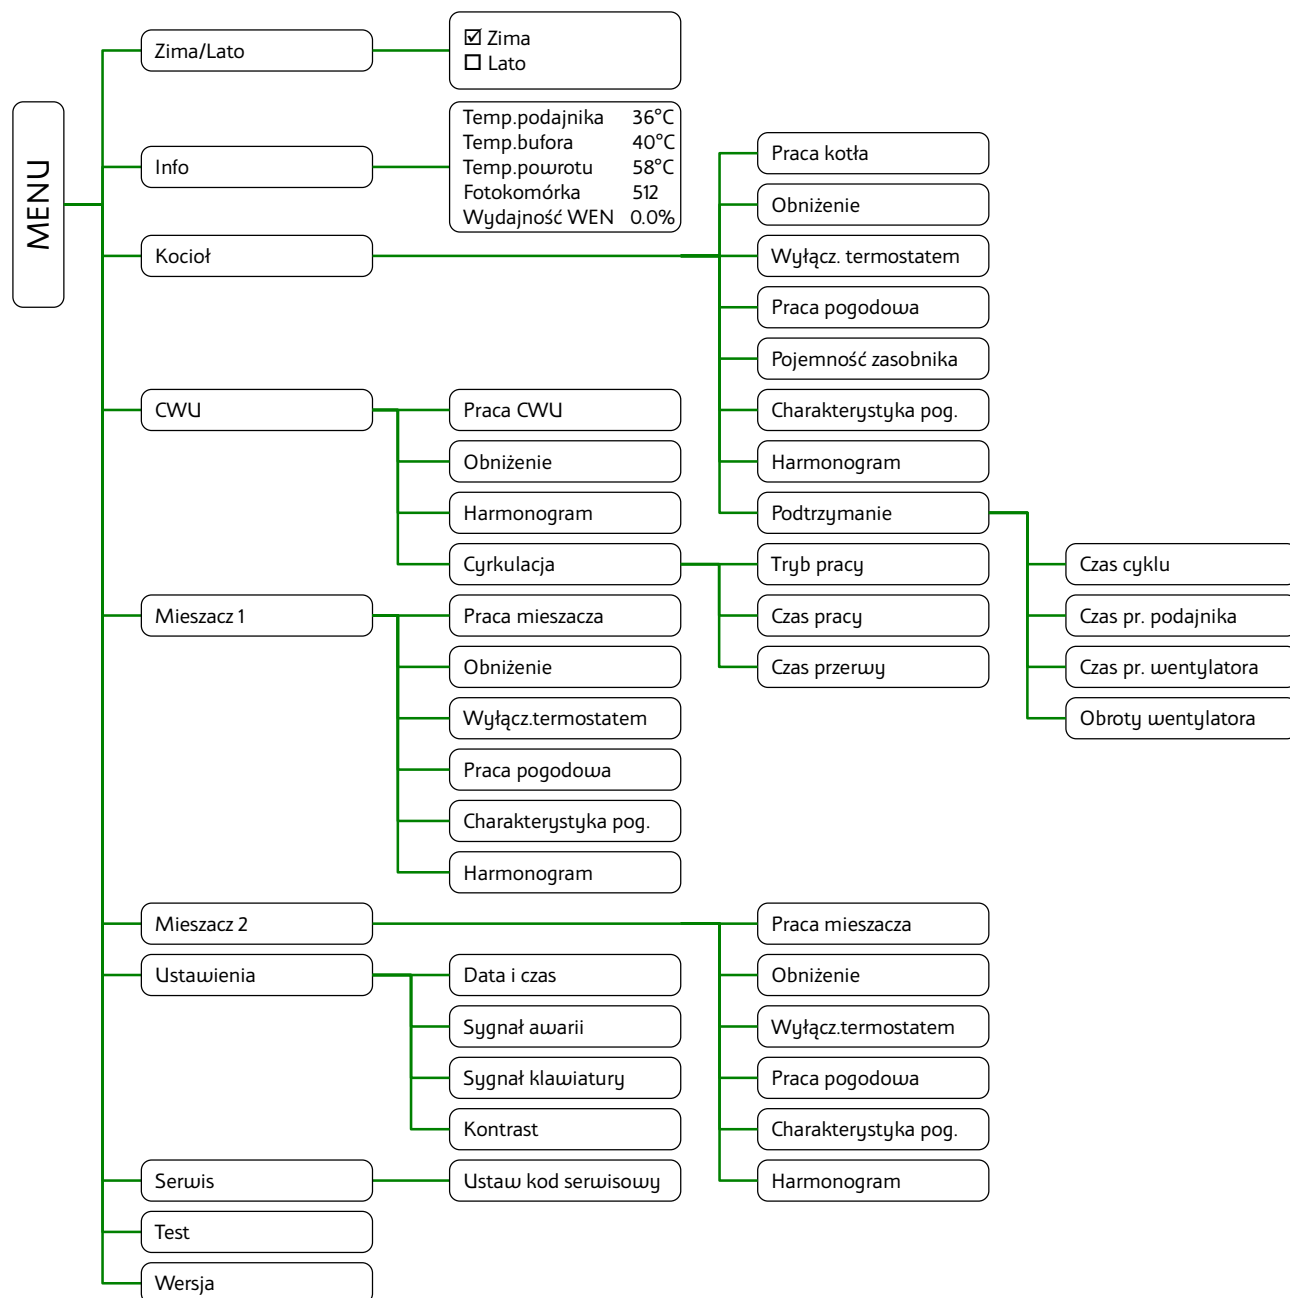 MENU
Zima/Lato
☑ Zima
☐ Lato
Info
Temp.podajnika 36°C
Temp.bufora 40°C
Temp.powrotu 58°C
Fotokomórka 512
Wydajność WEN 0.0%
Kocioł
Praca kotła
Obniżenie
Wyłącz. termostatem
Praca pogodowa
Pojemność zasobnika
Charakterystyka pog.
Harmonogram
Podtrzymanie
Czas cyklu
Czas pr. podajnika
Czas pr. wentylatora
Obroty wentylatora
CWU
Praca CWU
Obniżenie
Harmonogram
Cyrkulacja
Tryb pracy
Czas pracy
Czas przerwy
Mieszacz 1
Praca mieszacza
Obniżenie
Wyłącz.termostatem
Praca pogodowa
Charakterystyka pog.
Harmonogram
Mieszacz 2
Praca mieszacza
Obniżenie
Wyłącz.termostatem
Praca pogodowa
Charakterystyka pog.
Harmonogram
Ustawienia
Data i czas
Sygnał awarii
Sygnał klawiatury
Kontrast
Serwis
Ustaw kod serwisowy
Test
Wersja